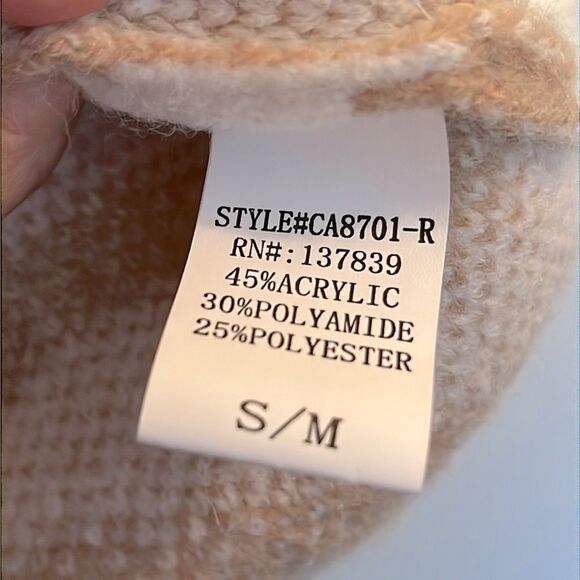 STYLE#CA8701-R
RN#:137839
45%ACRYLIC
30%POLYAMIDE
25%POLYESTER
S/M